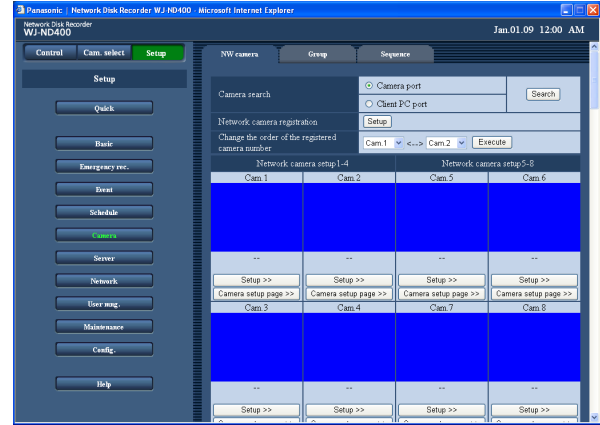 Panasonic | Network Disk Recorder WJ-ND400 - Microsoft Internet Explorer
Network Disk Recorder
WJ-ND400
Jan.01.09 12:00 AM
Control Cam. select Setup
NW camera Group Sequence
Setup
Quick
Basic
Emergency rec.
Event
Schedule
Camera
Server
Network
User mng.
Maintenance
Config.
Help
Camera search
Camera port
Client PC port
Search
Network camera registration
Setup
Change the order of the registered
camera number
Cam.1 <--> Cam.2 Execute
Network camera setup1-4 Network camera setup5-8
Cam.1 Cam.2 Cam.5 Cam.6
-- -- -- --
Setup >> Setup >> Setup >> Setup >>
Camera setup page >> Camera setup page >> Camera setup page >> Camera setup page >>
Cam.3 Cam.4 Cam.7 Cam.8
-- -- -- --
Setup >> Setup >> Setup >> Setup >>